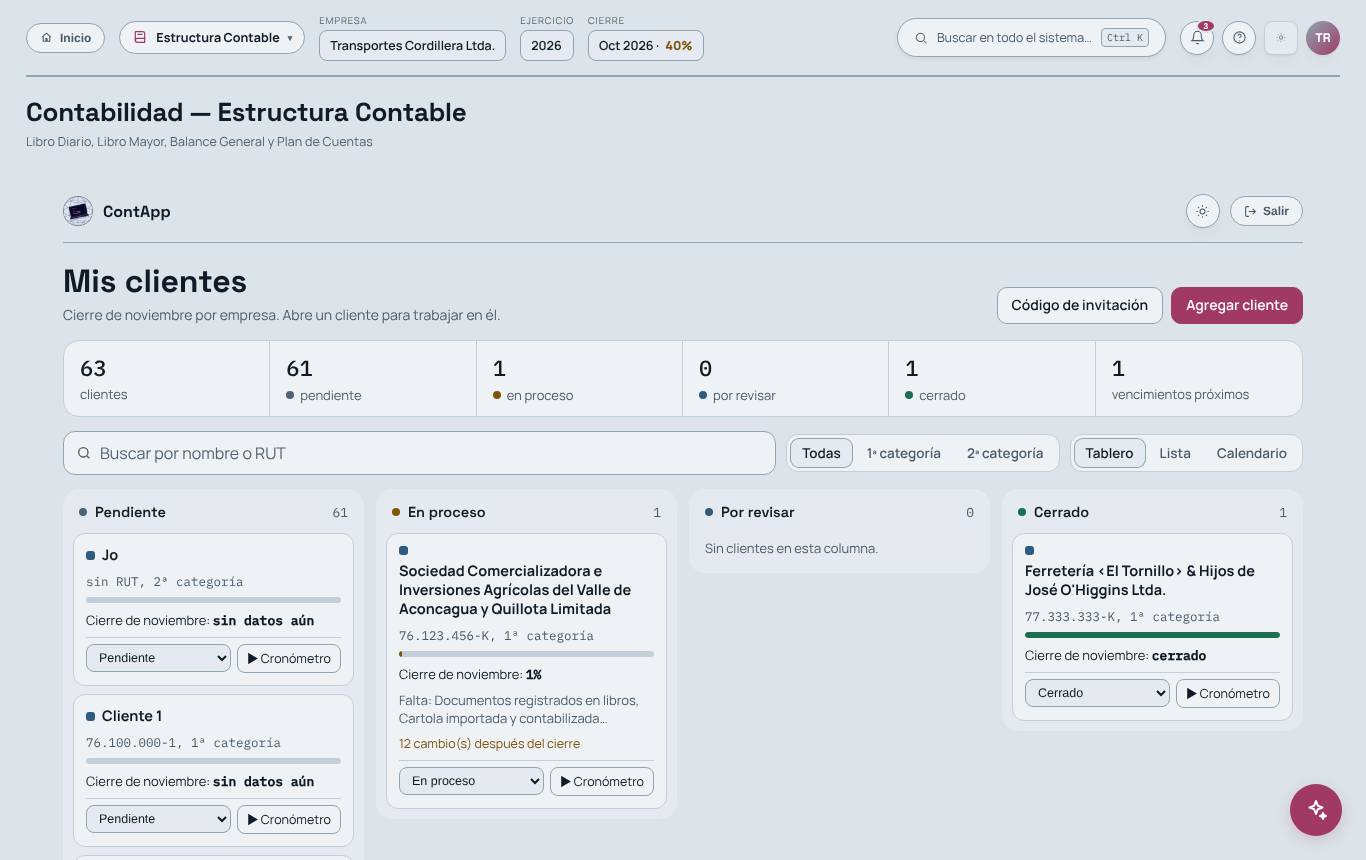 Inicio
Estructura Contable ▾
EMPRESA
Transportes Cordillera Ltda.
EJERCICIO
2026
CIERRE
Oct 2026 · 40%
Buscar en todo el sistema... Ctrl K
3
TR
Contabilidad — Estructura Contable
Libro Diario, Libro Mayor, Balance General y Plan de Cuentas
ContApp
Salir
Mis clientes
Cierre de noviembre por empresa. Abre un cliente para trabajar en él.
Código de invitación
Agregar cliente
63
clientes
61
pendiente
1
en proceso
0
por revisar
1
cerrado
1
vencimientos próximos
Buscar por nombre o RUT
Todas
1ª categoría
2ª categoría
Tablero
Lista
Calendario
Pendiente 61
Jo
sin RUT, 2ª categoría
Cierre de noviembre: sin datos aún
Pendiente
▶ Cronómetro
Cliente 1
76.100.000-1, 1ª categoría
Cierre de noviembre: sin datos aún
Pendiente
▶ Cronómetro
En proceso 1
Sociedad Comercializadora e
Inversiones Agrícolas del Valle de
Aconcagua y Quillota Limitada
76.123.456-K, 1ª categoría
Cierre de noviembre: 1%
Falta: Documentos registrados en libros,
Cartola importada y contabilizada…
12 cambio(s) después del cierre
En proceso
▶ Cronómetro
Por revisar 0
Sin clientes en esta columna.
Cerrado 1
Ferretería <El Tornillo> & Hijos de
José O'Higgins Ltda.
77.333.333-K, 1ª categoría
Cierre de noviembre: cerrado
Cerrado
▶ Cronómetro